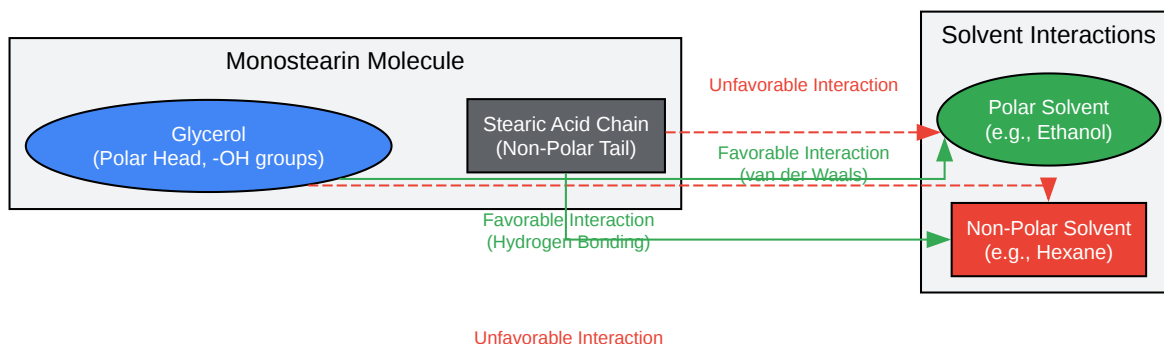 Monostearin Molecule
Glycerol
(Polar Head, -OH groups)
Stearic Acid Chain
(Non-Polar Tail)
Unfavorable Interaction
Favorable Interaction
(van der Waals)
Favorable Interaction
(Hydrogen Bonding)
Unfavorable Interaction
Solvent Interactions
Polar Solvent
(e.g., Ethanol)
Non-Polar Solvent
(e.g., Hexane)